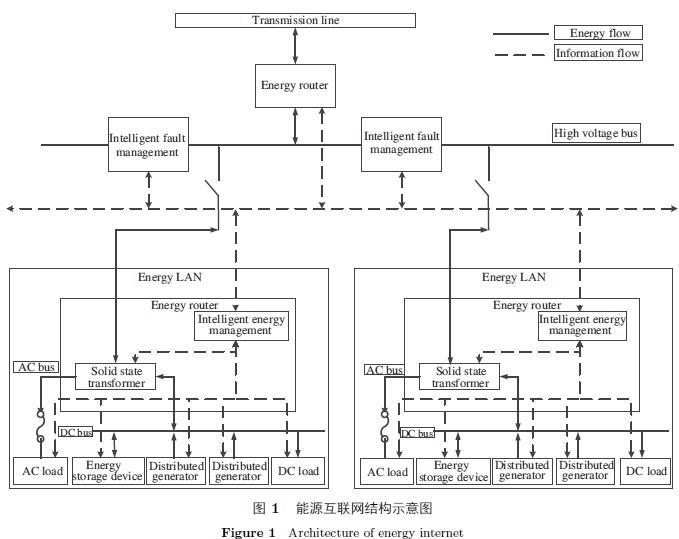 Transmission line
Energy flow
Information flow
Energy router
High voltage bus
Intelligent fault
management
Intelligent fault
management
Energy LAN
Energy router
Intelligent energy
management
AC bus
Solid state
transformer
DC bus
AC load
Energy
storage device
Distributed
generator
Distributed
generator
DC load
Energy LAN
Energy router
Intelligent energy
management
AC bus
Solid state
transformer
DC bus
AC load
Energy
storage device
Distributed
generator
Distributed
generator
DC load
图 1 能源互联网结构示意图
Figure 1 Architecture of energy internet